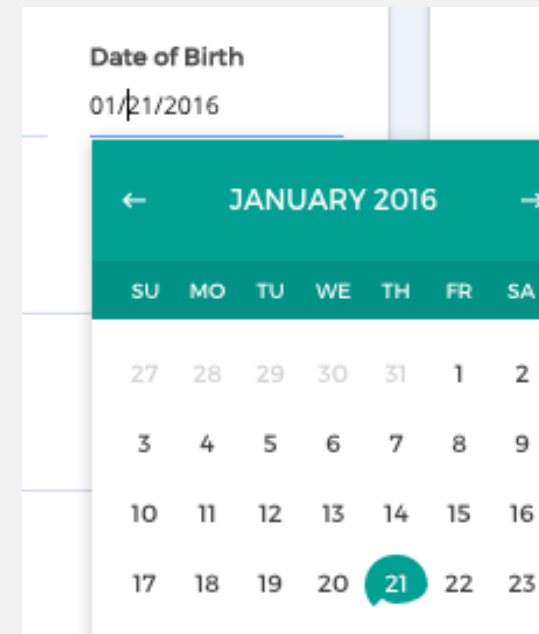 Date of Birth
01/21/2016
← JANUARY 2016 →
SU MO TU WE TH FR SA
27 28 29 30 31 1 2
3 4 5 6 7 8 9
10 11 12 13 14 15 16
17 18 19 20 21 22 23